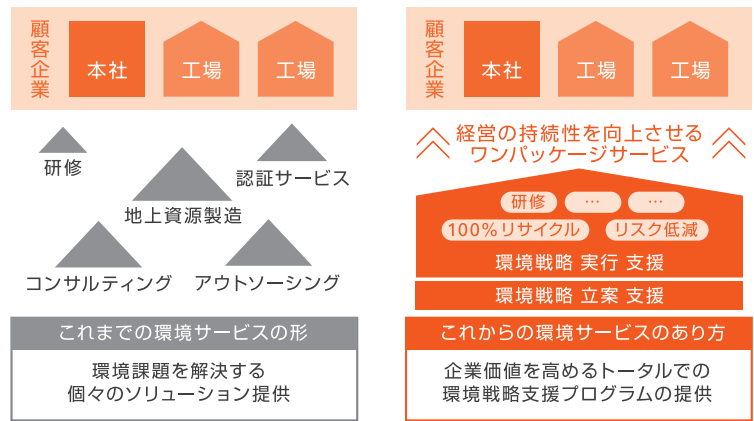 顧客企業
本社
工場
工場
研修
認証サービス
地上資源製造
コンサルティング
アウトソーシング
これまでの環境サービスの形
環境課題を解決する
個々のソリューション提供
顧客企業
本社
工場
工場
経営の持続性を向上させる
ワンパッケージサービス
研修
…
…
100%リサイクル
リスク低減
環境戦略 実行 支援
環境戦略 立案 支援
これからの環境サービスのあり方
企業価値を高めるトータルでの
環境戦略支援プログラムの提供